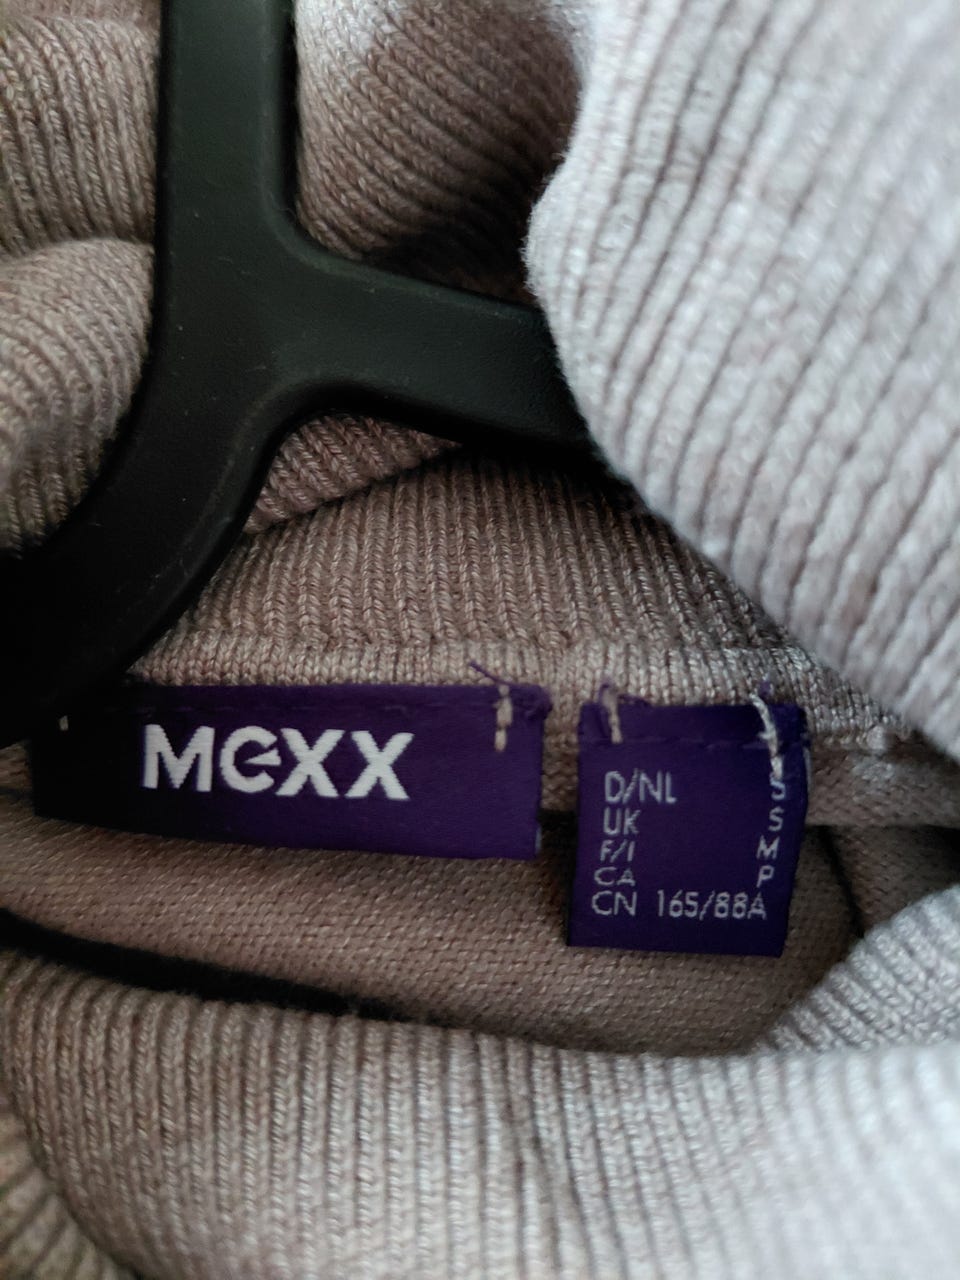 MEXX
D/NL S
UK S
F/I M
CA P
CN 165/88A